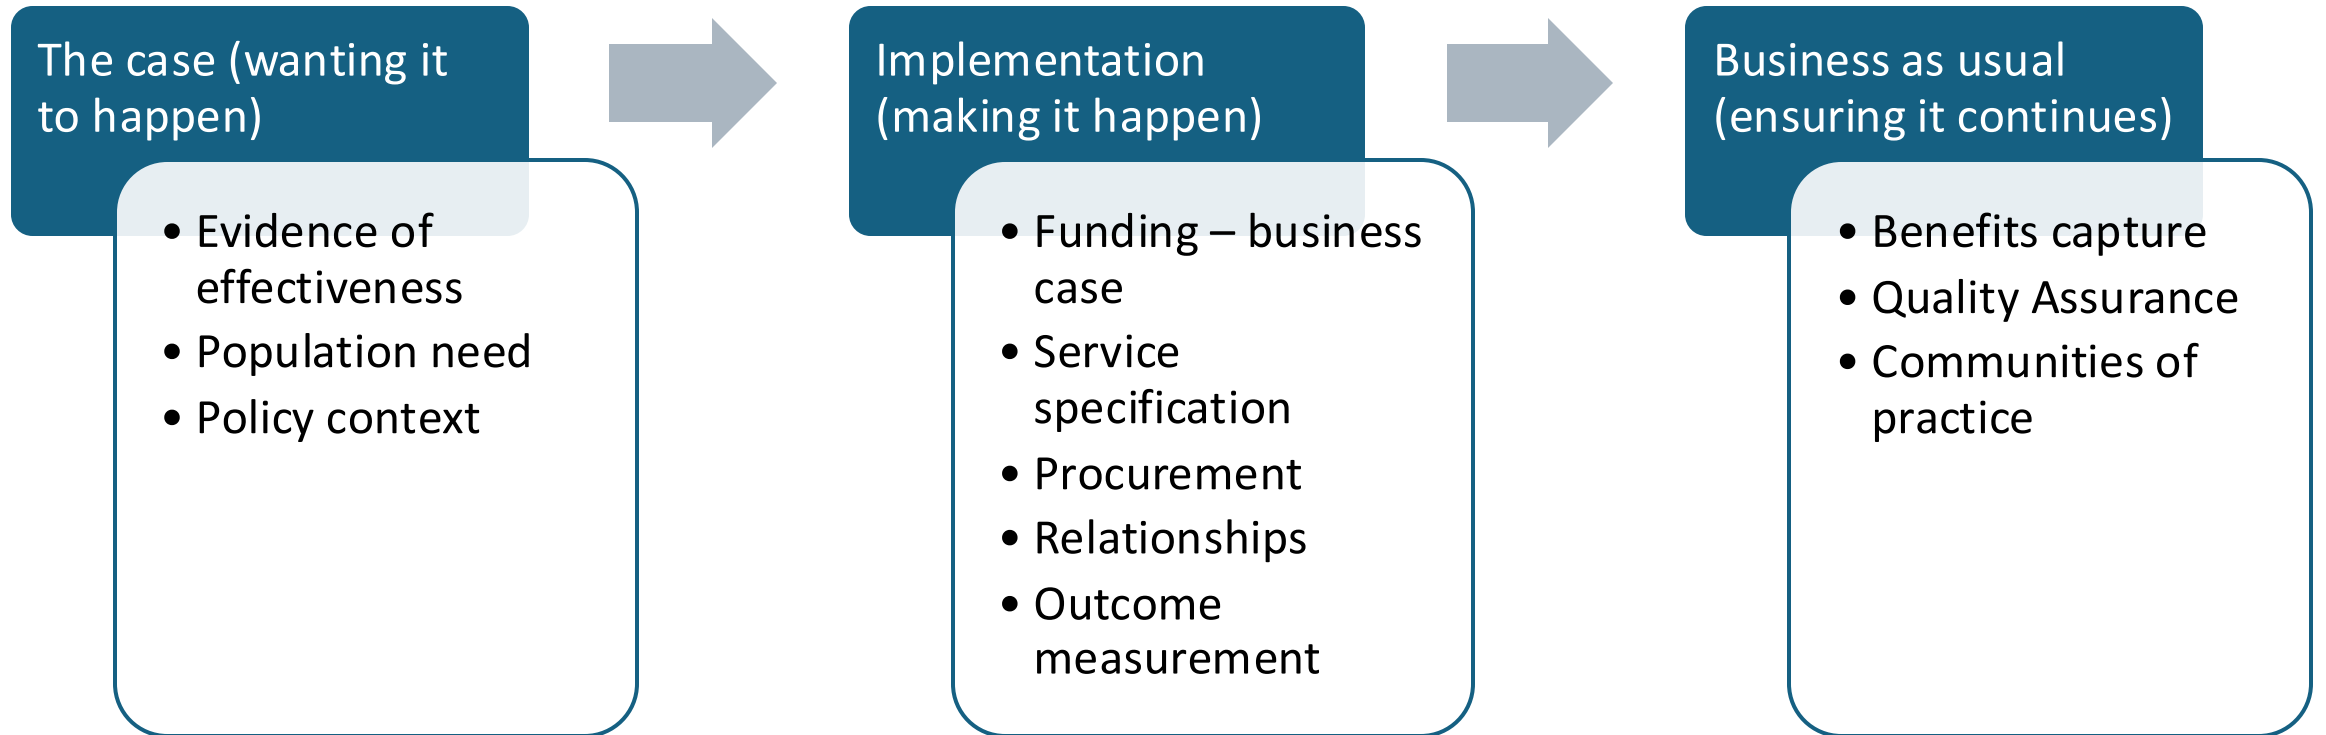 The case (wanting it
to happen)
• Evidence of
effectiveness
• Population need
• Policy context
Implementation
(making it happen)
• Funding – business
case
• Service
specification
• Procurement
• Relationships
• Outcome
measurement
Business as usual
(ensuring it continues)
• Benefits capture
• Quality Assurance
• Communities of
practice